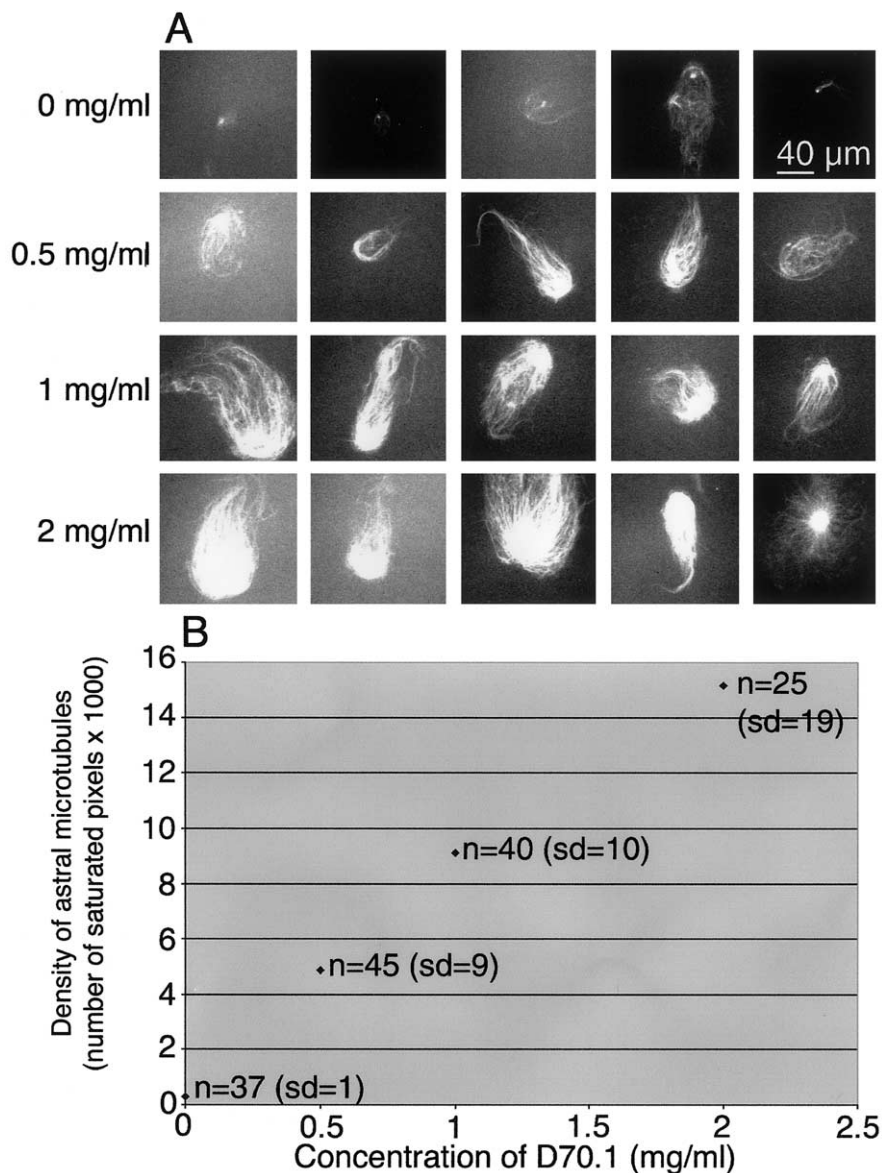 A
0 mg/ml
40 µm
0.5 mg/ml
1 mg/ml
2 mg/ml
B
Density of astral microtubules
(number of saturated pixels x 1000)
16
14
12
10
8
6
4
2
0
n=25
(sd=19)
n=40 (sd=10)
n=45 (sd=9)
n=37 (sd=1)
0
0.5
1
1.5
2
2.5
Concentration of D70.1 (mg/ml)